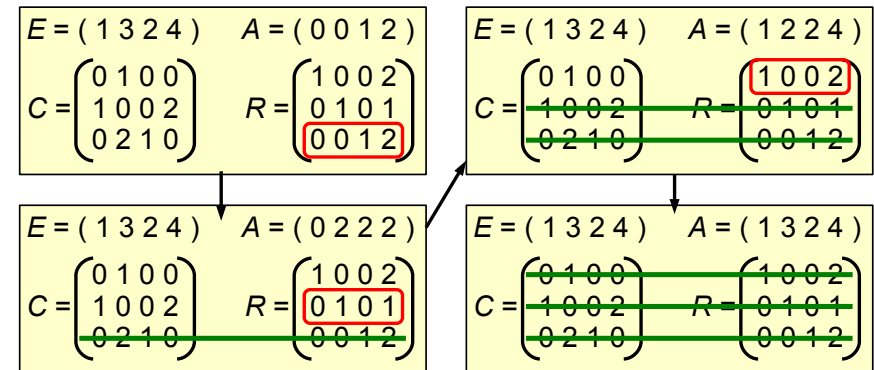 E = ( 1 3 2 4 ) A = ( 0 0 1 2 )
0 1 0 0 1 0 0 2
C = 1 0 0 2 R = 0 1 0 1
0 2 1 0 0 0 1 2
E = ( 1 3 2 4 ) A = ( 0 2 2 2 )
0 1 0 0 1 0 0 2
C = 1 0 0 2 R = 0 1 0 1
0 2 1 0 0 0 1 2
E = ( 1 3 2 4 ) A = ( 1 2 2 4 )
0 1 0 0 1 0 0 2
C = 1 0 0 2 R = 0 1 0 1
0 2 1 0 0 0 1 2
E = ( 1 3 2 4 ) A = ( 1 3 2 4 )
0 1 0 0 1 0 0 2
C = 1 0 0 2 R = 0 1 0 1
0 2 1 0 0 0 1 2